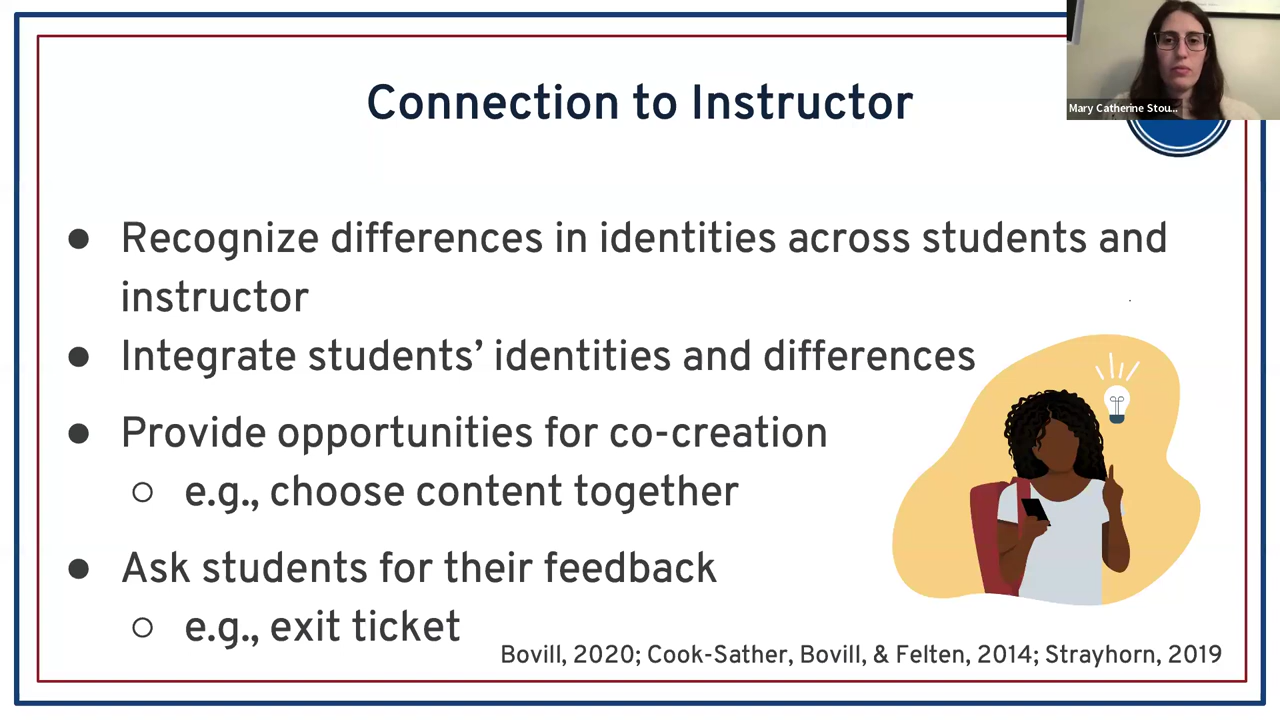 Connection to Instructor
Mary Catherine Stou...
● Recognize differences in identities across students and
instructor
● Integrate students’ identities and differences
● Provide opportunities for co-creation
○ e.g., choose content together
● Ask students for their feedback
○ e.g., exit ticket
Bovill, 2020; Cook-Sather, Bovill, & Felten, 2014; Strayhorn, 2019